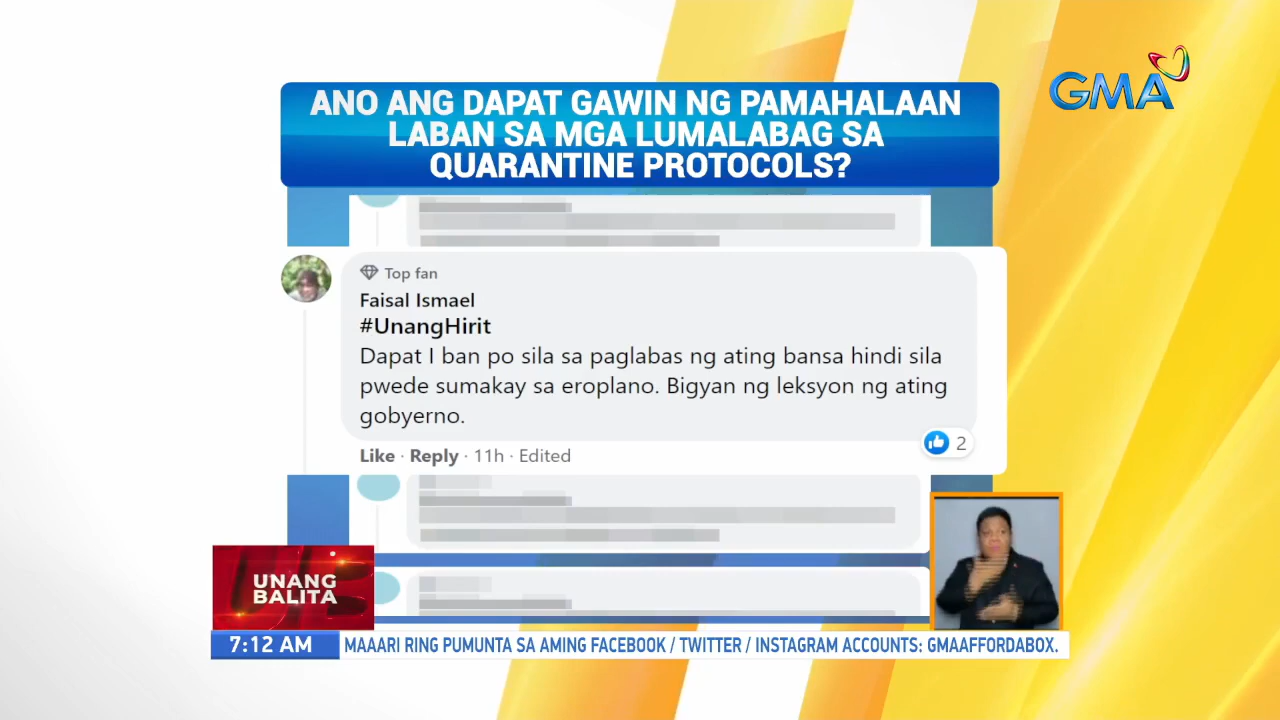 GMA
ANO ANG DAPAT GAWIN NG PAMAHALAAN
LABAN SA MGA LUMALABAG SA
QUARANTINE PROTOCOLS?
Top fan
Faisal Ismael
#UnangHirit
Dapat I ban po sila sa paglabas ng ating bansa hindi sila
pwede sumakay sa eroplano. Bigyan ng leksyon ng ating
gobyerno.
2
Like · Reply · 11h · Edited
UNANG
BALITA
7:12 AM
MAAARI RING PUMUNTA SA AMING FACEBOOK / TWITTER / INSTAGRAM ACCOUNTS: GMAAFFORDABOX.